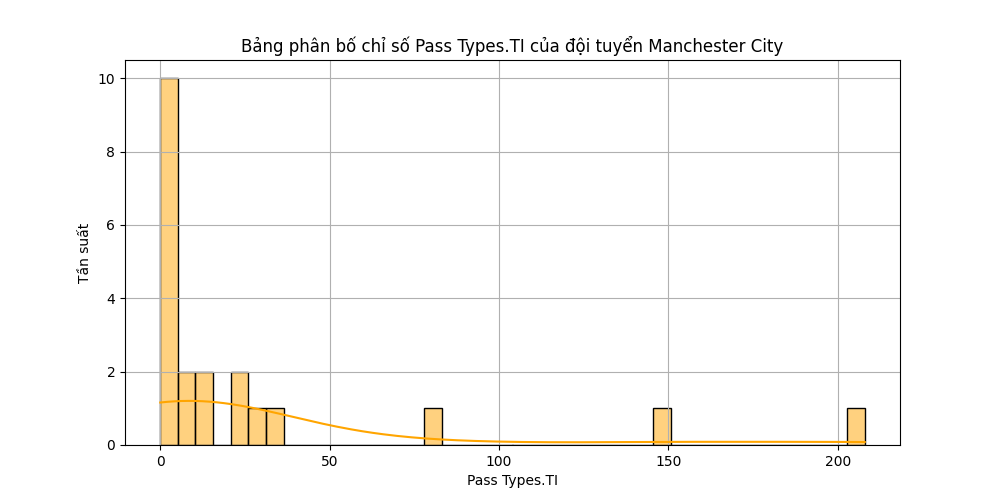 Bảng phân bố chỉ số Pass Types.TI của đội tuyển Manchester City
10
8
6
4
2
0
Tần suất
0 50 100 150 200
Pass Types.TI